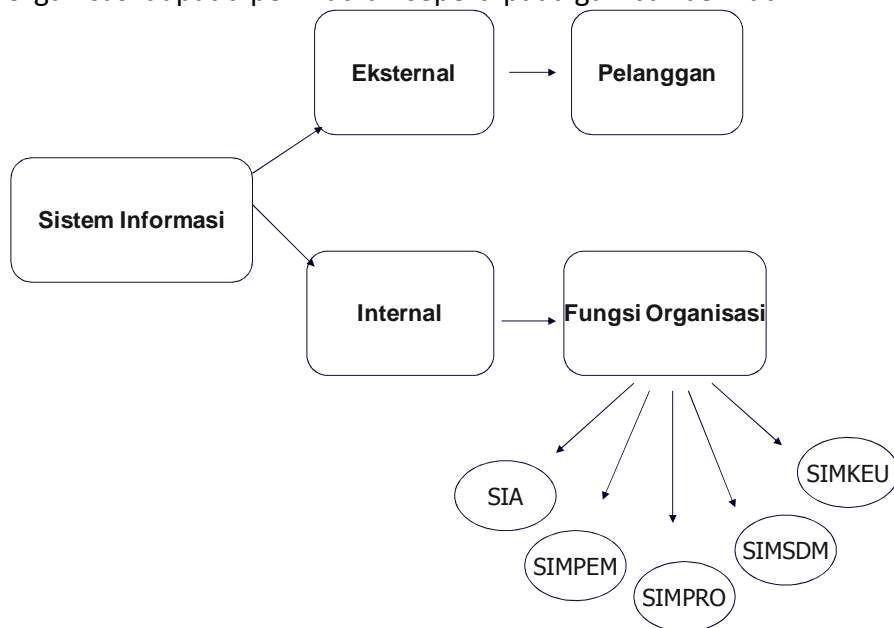 Eksternal
Pelanggan
Sistem Informasi
Internal
Fungsi Organisasi
SIA
SIMPEM
SIMPRO
SIMSDM
SIMKEU